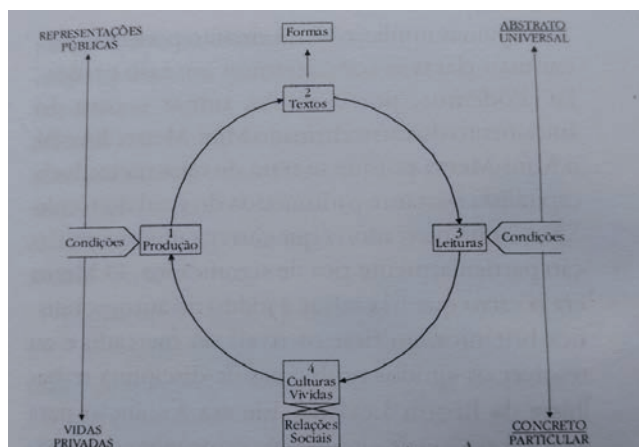 REPRESENTAÇÕES
PÚBLICAS
Formas
ABSTRATO
UNIVERSAL
2
Textos
Condições
1
Produção
3
Leituras
Condições
4
Culturas
Vividas
Relações
Sociais
VIDAS
PRIVADAS
CONCRETO
PARTICULAR